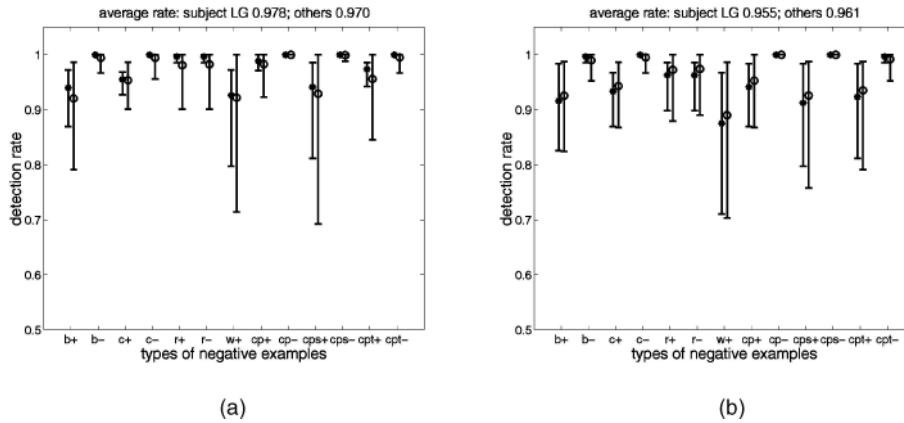 average rate: subject LG 0.978; others 0.970
1
0.9
0.8
0.7
0.6
0.5
detection rate
b+ b− c+ c− r+ r− w+ cp+ cp− cps+ cps− cpt+ cpt−
types of negative examples
(a)
average rate: subject LG 0.955; others 0.961
1
0.9
0.8
0.7
0.6
0.5
detection rate
b+ b− c+ c− r+ r− w+ cp+ cp− cps+ cps− cpt+ cpt−
types of negative examples
(b)